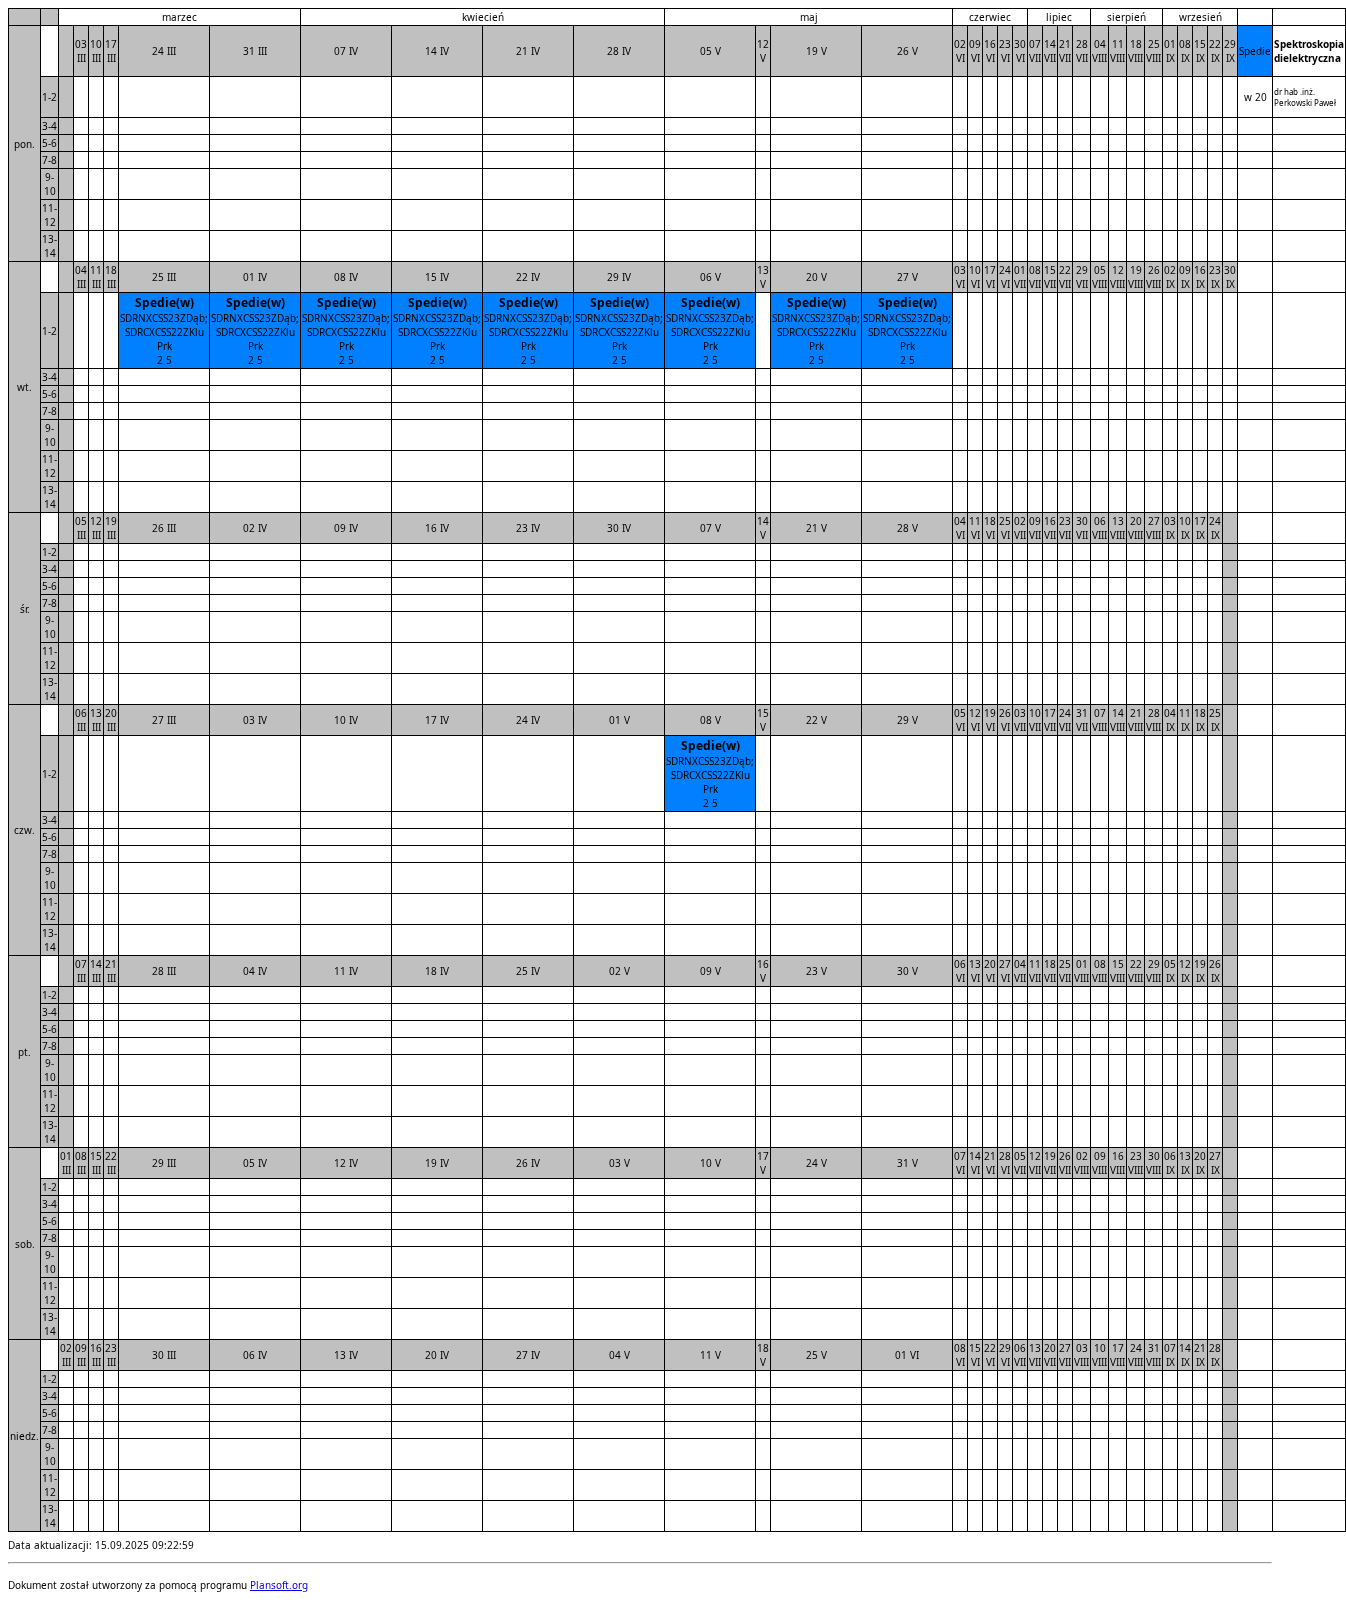 marzec kwiecień maj czerwiec lipiec sierpień wrzesień
pon. 03 III 10 III 17 III 24 III 31 III 07 IV 14 IV 21 IV 28 IV 05 V 12 V 19 V 26 V 02 VI 09 VI 16 VI 23 VI 30 VI 07 VII 14 VII 21 VII 28 VII 04 VIII 11 VIII 18 VIII 25 VIII 01 IX 08 IX 15 IX 22 IX 29 IX Spedie Spektroskopia dielektryczna
1-2 w 20 dr hab .inż. Perkowski Paweł
3-4
5-6
7-8
9-10
11-12
13-14
wt. 04 III 11 III 18 III 25 III 01 IV 08 IV 15 IV 22 IV 29 IV 06 V 13 V 20 V 27 V 03 VI 10 VI 17 VI 24 VI 01 VII 08 VII 15 VII 22 VII 29 VII 05 VIII 12 VIII 19 VIII 26 VIII 02 IX 09 IX 16 IX 23 IX 30 IX
Spedie(w) Spedie(w) Spedie(w) Spedie(w) Spedie(w) Spedie(w) Spedie(w) Spedie(w) Spedie(w)
SDRNXCSS23ZDąb; SDRNXCSS23ZDąb; SDRNXCSS23ZDąb; SDRNXCSS23ZDąb; SDRNXCSS23ZDąb; SDRNXCSS23ZDąb; SDRNXCSS23ZDąb; SDRNXCSS23ZDąb; SDRNXCSS23ZDąb;
1-2 SDRCXCSS22ZKlu SDRCXCSS22ZKlu SDRCXCSS22ZKlu SDRCXCSS22ZKlu SDRCXCSS22ZKlu SDRCXCSS22ZKlu SDRCXCSS22ZKlu SDRCXCSS22ZKlu SDRCXCSS22ZKlu
Prk Prk Prk Prk Prk Prk Prk Prk Prk
2 5 2 5 2 5 2 5 2 5 2 5 2 5 2 5 2 5
3-4
5-6
7-8
9-10
11-12
13-14
śr. 05 III 12 III 19 III 26 III 02 IV 09 IV 16 IV 23 IV 30 IV 07 V 14 V 21 V 28 V 04 VI 11 VI 18 VI 25 VI 02 VII 09 VII 16 VII 23 VII 30 VII 06 VIII 13 VIII 20 VIII 27 VIII 03 IX 10 IX 17 IX 24 IX
1-2
3-4
5-6
7-8
9-10
11-12
13-14
czw. 06 III 13 III 20 III 27 III 03 IV 10 IV 17 IV 24 IV 01 V 08 V 15 V 22 V 29 V 05 VI 12 VI 19 VI 26 VI 03 VII 10 VII 17 VII 24 VII 31 VII 07 VIII 14 VIII 21 VIII 28 VIII 04 IX 11 IX 18 IX 25 IX
Spedie(w)
SDRNXCSS23ZDąb;
1-2 SDRCXCSS22ZKlu
Prk
2 5
3-4
5-6
7-8
9-10
11-12
13-14
pt. 07 III 14 III 21 III 28 III 04 IV 11 IV 18 IV 25 IV 02 V 09 V 16 V 23 V 30 V 06 VI 13 VI 20 VI 27 VI 04 VII 11 VII 18 VII 25 VII 01 VIII 08 VIII 15 VIII 22 VIII 29 VIII 05 IX 12 IX 19 IX 26 IX
1-2
3-4
5-6
7-8
9-10
11-12
13-14
sob. 01 III 08 III 15 III 22 III 29 III 05 IV 12 IV 19 IV 26 IV 03 V 10 V 17 V 24 V 31 V 07 VI 14 VI 21 VI 28 VI 05 VII 12 VII 19 VII 26 VII 02 VIII 09 VIII 16 VIII 23 VIII 30 VIII 06 IX 13 IX 20 IX 27 IX
1-2
3-4
5-6
7-8
9-10
11-12
13-14
niedz. 02 III 09 III 16 III 23 III 30 III 06 IV 13 IV 20 IV 27 IV 04 V 11 V 18 V 25 V 01 VI 08 VI 15 VI 22 VI 29 VI 06 VII 13 VII 20 VII 27 VII 03 VIII 10 VIII 17 VIII 24 VIII 31 VIII 07 IX 14 IX 21 IX 28 IX
1-2
3-4
5-6
7-8
9-10
11-12
13-14
Data aktualizacji: 15.09.2025 09:22:59
Dokument został utworzony za pomocą programu Plansoft.org